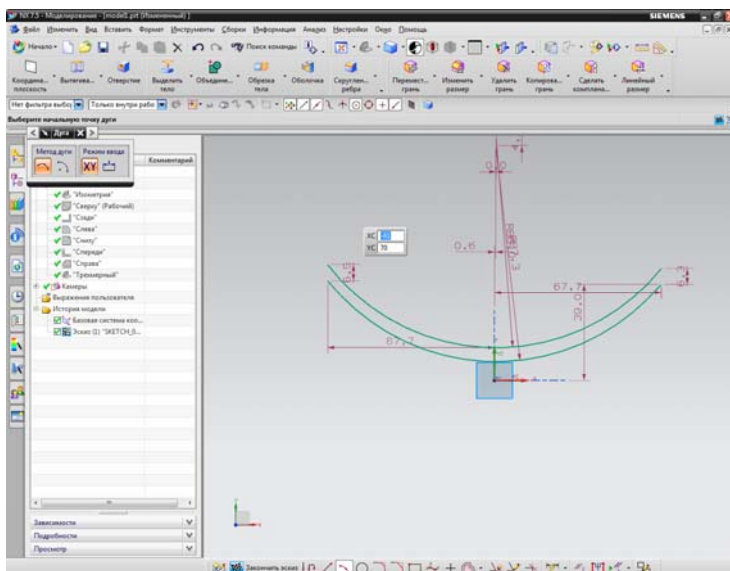 NX 7.5 - Моделирование - [model1.prt (Измененный)]
SIEMENS
Файл Изменить Вид Вставить Формат Инструменты Сборки Информация Анализ Настройки Окно Помощь
Начало Поиск команды
Координа... Вытягива... Отверстие Выделить Объедине... Обрезка Оболочка Скруглен... Перемест... Изменить Удалить Копирова... Сделать Линейный
плоскость тело тела ребра грань размер грань грань комплана... размер
Нет фильтра выбо Только внутри рабо
Выберите начальную точку дуги
Дуга
Метод дуги Режим ввода
XY
Комментарий
"Изометрия"
"Сверху" (Рабочий)
"Сзади"
"Слева"
"Снизу"
"Спереди"
"Справа"
"Трехмерный"
Камеры
Выражения пользователя
История модели
Базовая система коо...
Эскиз (1) "SKETCH_0...
Зависимости
Подробности
Просмотр
XC
YC 70
0.6
67.7
39.0
67.7
Закончить эскиз